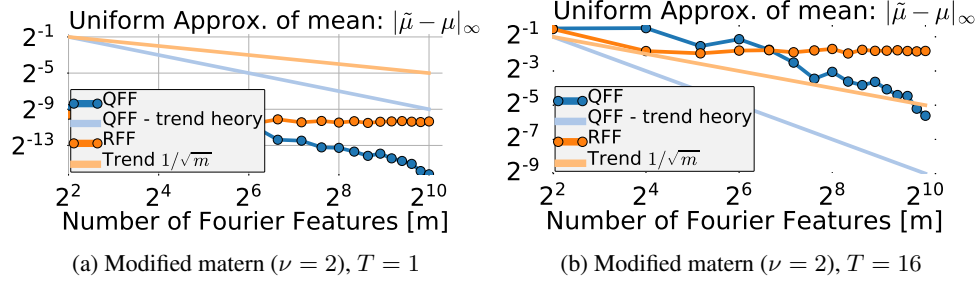 Uniform Approx. of mean: |μ̃ − μ|∞
2^-1
2^-5
2^-9
2^-13
QFF
QFF - trend heory
RFF
Trend 1/√m
2^2 2^4 2^6 2^8 2^10
Number of Fourier Features [m]
(a) Modified matern (ν = 2), T = 1
Uniform Approx. of mean: |μ̃ − μ|∞
2^-1
2^-3
2^-5
2^-7
2^-9
QFF
QFF - trend heory
RFF
Trend 1/√m
2^2 2^4 2^6 2^8 2^10
Number of Fourier Features [m]
(b) Modified matern (ν = 2), T = 16